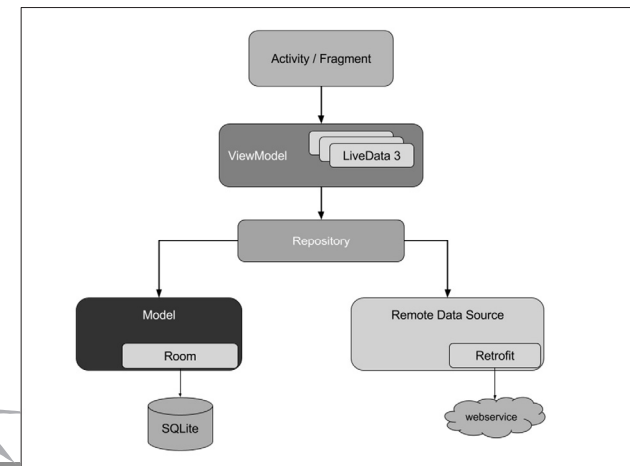 Activity / Fragment
ViewModel
LiveData 3
Repository
Model
Room
SQLite
Remote Data Source
Retrofit
webservice